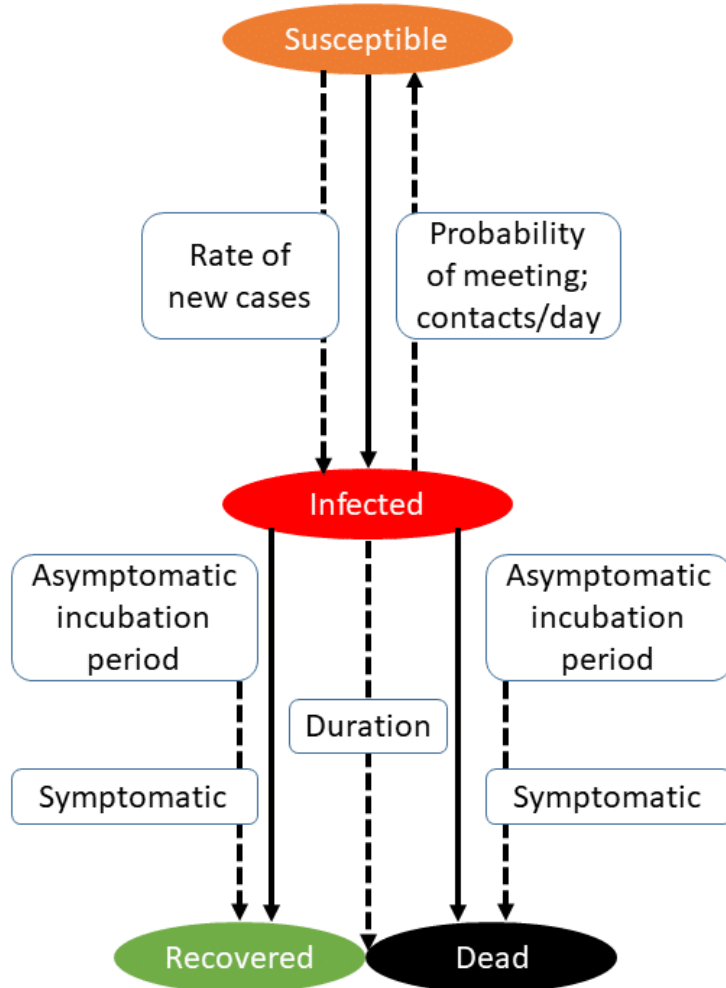 Susceptible
Rate of
new cases
Probability
of meeting;
contacts/day
Infected
Asymptomatic
incubation
period
Asymptomatic
incubation
period
Duration
Symptomatic
Symptomatic
Recovered
Dead